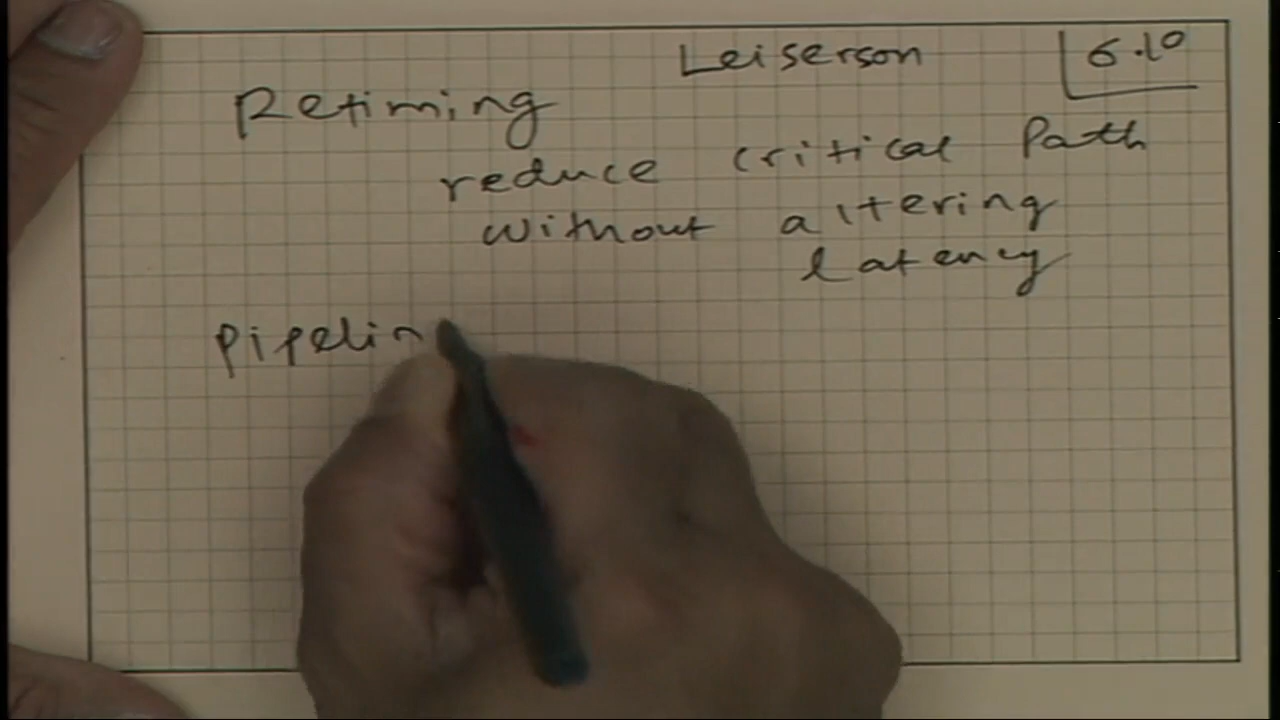 Leiserson 6.10
Retiming
reduce critical Path
without altering
latency
Pipelin